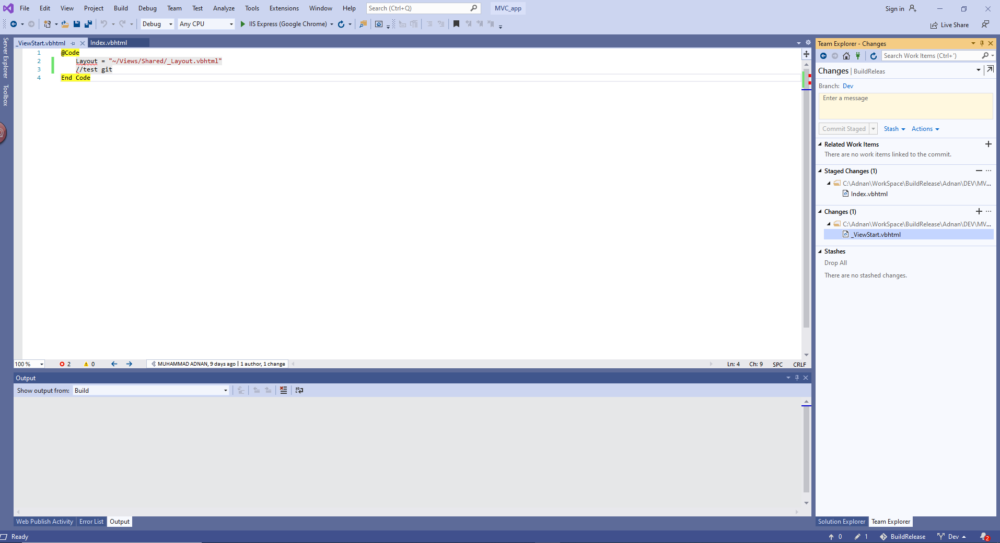 File Edit View Project Build Debug Team Test Analyze Tools Extensions Window Help Search (Ctrl+Q) MVC_app Sign in
Debug Any CPU IIS Express (Google Chrome) Live Share
Server Explorer
Toolbox
_ViewStart.vbhtml Index.vbhtml
1 @Code
2 Layout = "~/Views/Shared/_Layout.vbhtml"
3 //test git
4 End Code
100 % 2 0 MUHAMMAD ADNAN, 9 days ago | 1 author, 1 change Ln: 4 Ch: 9 SPC CRLF
Output
Show output from: Build
Web Publish Activity Error List Output
Team Explorer - Changes
Search Work Items (Ctrl+')
Changes | BuildReleas
Branch: Dev
Enter a message
Commit Staged Stash Actions
Related Work Items
There are no work items linked to the commit.
Staged Changes (1)
C:\Adnan\WorkSpace\BuildRelease\Adnan\DEV\MV...
Index.vbhtml
Changes (1)
C:\Adnan\WorkSpace\BuildRelease\Adnan\DEV\MV...
_ViewStart.vbhtml
Stashes
Drop All
There are no stashed changes.
Solution Explorer Team Explorer
Ready 0 1 BuildRelease Dev 2